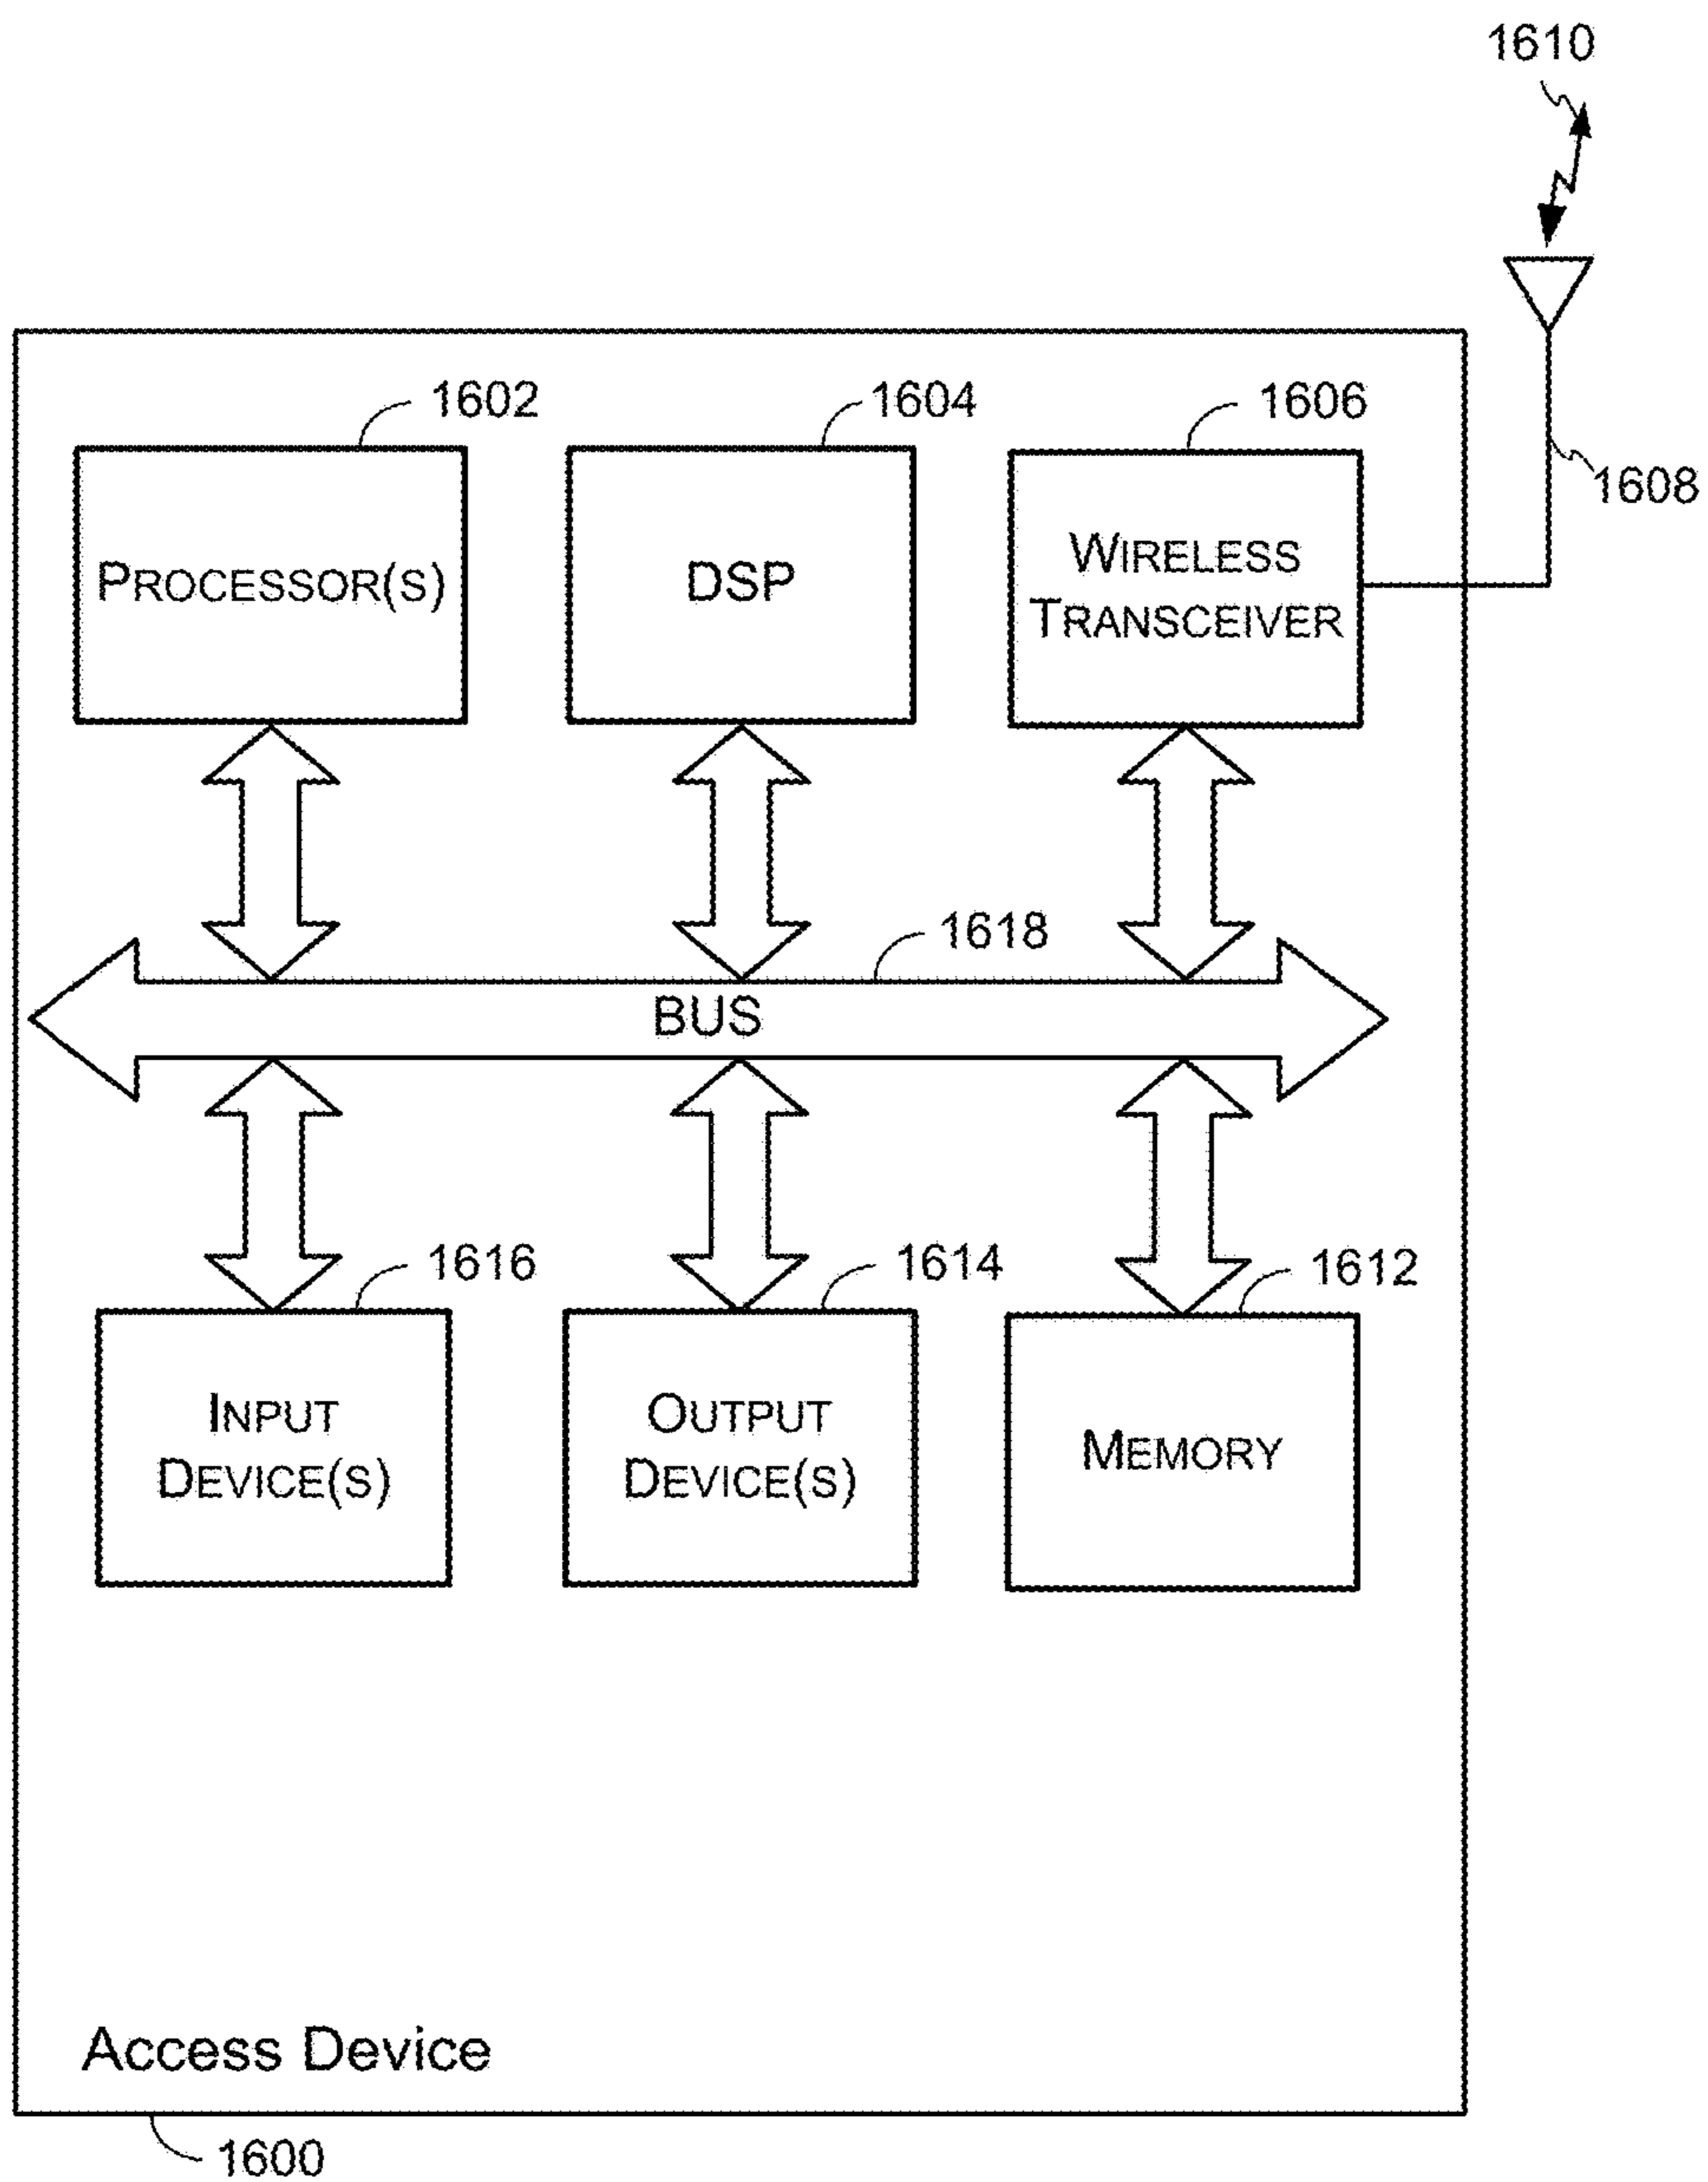 1610
1602
1604
1606
1608
PROCESSOR(S)
DSP
WIRELESS
TRANSCEIVER
1618
BUS
1616
1614
1612
INPUT
DEVICE(S)
OUTPUT
DEVICE(S)
MEMORY
Access Device
1600